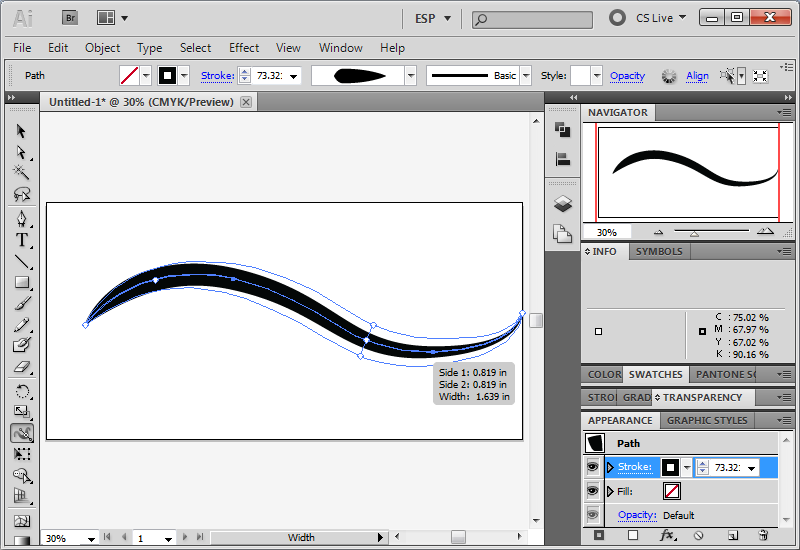 Ai Br ESP CS Live
File Edit Object Type Select Effect View Window Help
Path Stroke: 73.32: Basic Style: Opacity Align
Untitled-1* @ 30% (CMYK/Preview)
Side 1: 0.819 in
Side 2: 0.819 in
Width: 1.639 in
30% 1 Width
NAVIGATOR
30%
INFO SYMBOLS
C : 75.02 %
M : 67.97 %
Y : 67.02 %
K : 90.16 %
COLOR SWATCHES PANTONE SO
STRO GRAD TRANSPARENCY
APPEARANCE GRAPHIC STYLES
Path
Stroke: 73.32:
Fill:
Opacity: Default
fx